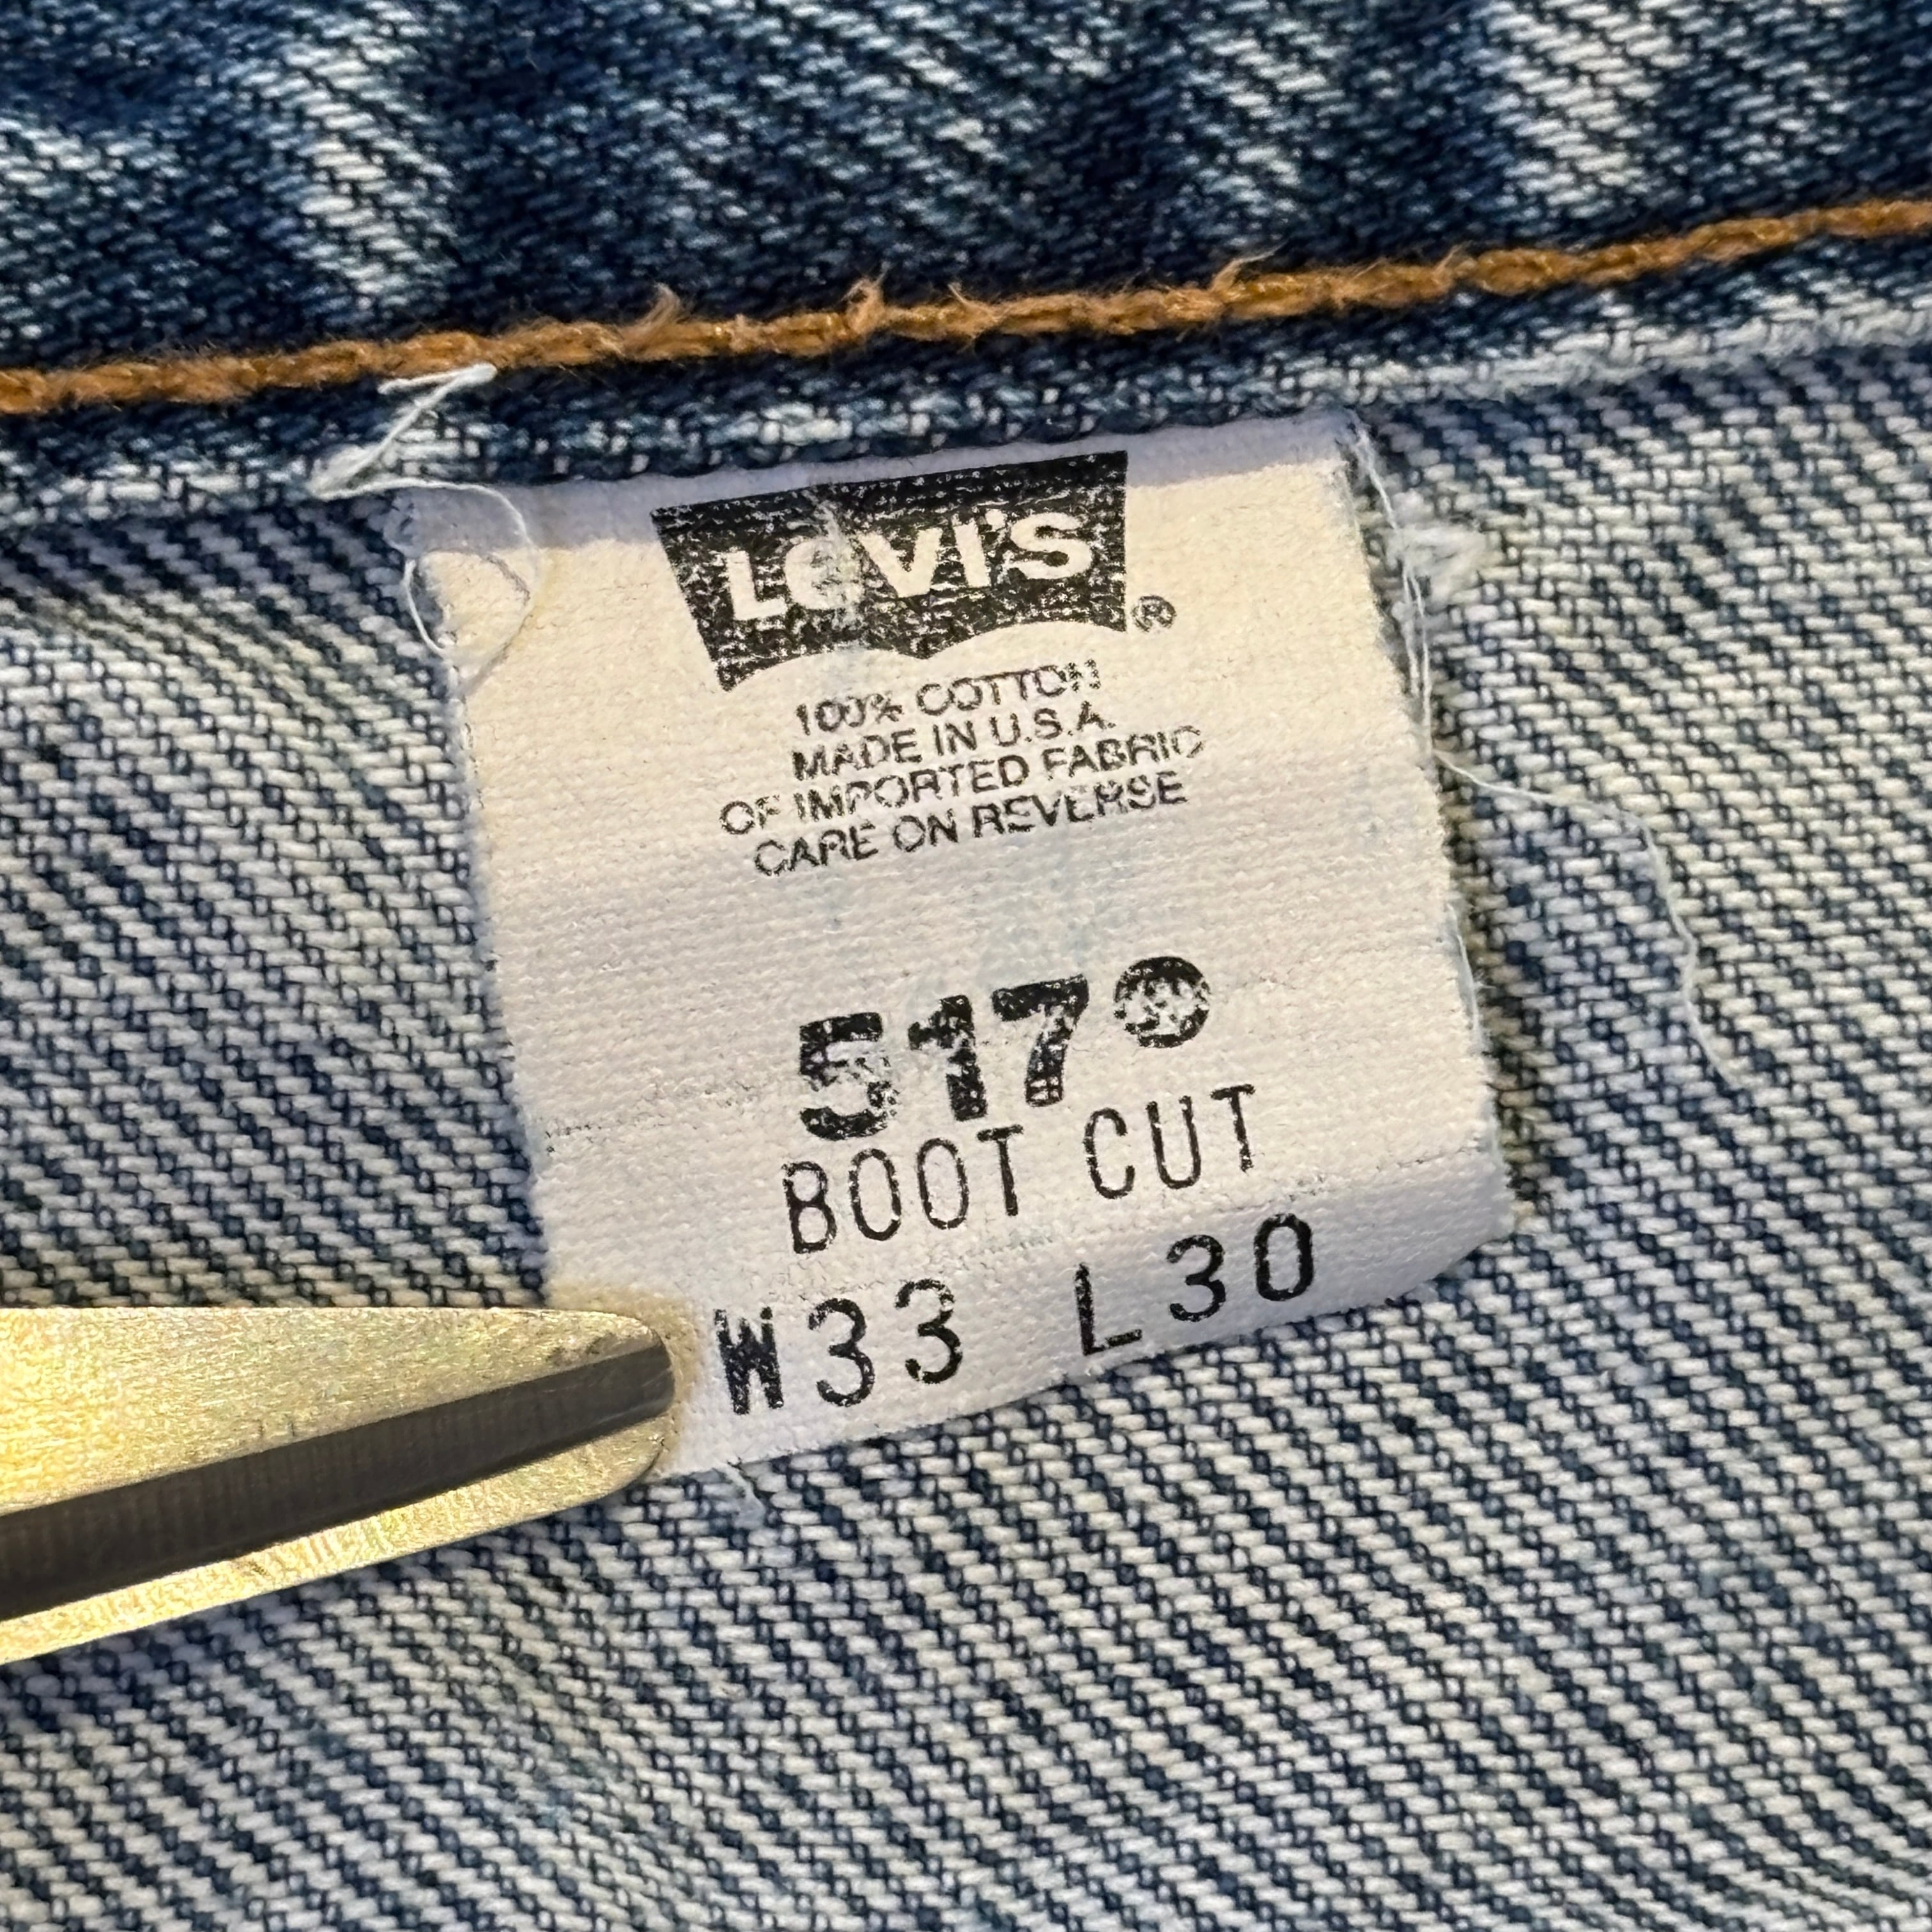 LEVI'S®
100% COTTON
MADE IN U.S.A.
OF IMPORTED FABRIC
CARE ON REVERSE
517®
BOOT CUT
W33 L30